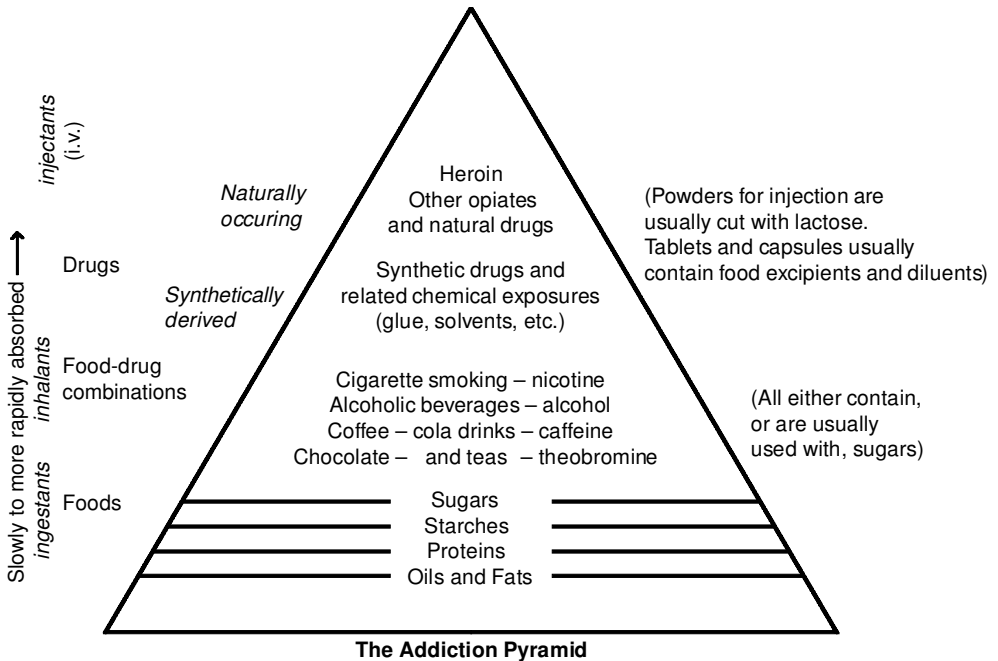 injectants
(i.v.)
Naturally
occuring
Heroin
Other opiates
and natural drugs
(Powders for injection are
usually cut with lactose.
Tablets and capsules usually
contain food excipients and diluents)
Drugs
Synthetically
derived
Synthetic drugs and
related chemical exposures
(glue, solvents, etc.)
Slowly to more rapidly absorbed
inhalants
Food-drug
combinations
Cigarette smoking – nicotine
Alcoholic beverages – alcohol
Coffee – cola drinks – caffeine
Chocolate – and teas – theobromine
(All either contain,
or are usually
used with, sugars)
ingestants
Foods
Sugars
Starches
Proteins
Oils and Fats
The Addiction Pyramid